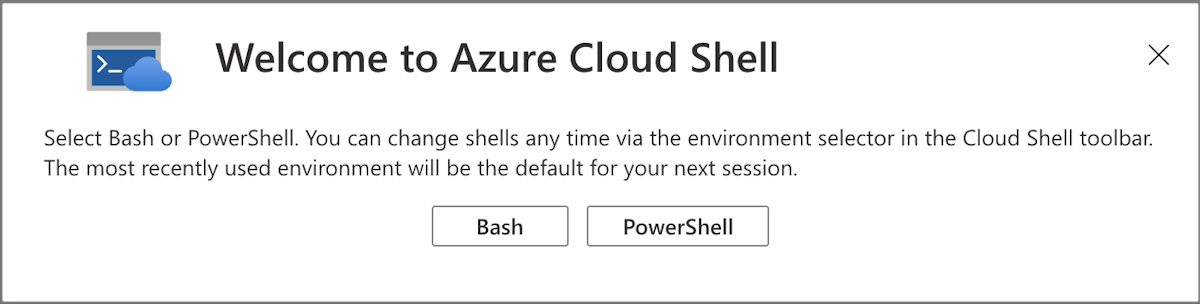 Welcome to Azure Cloud Shell
Select Bash or PowerShell. You can change shells any time via the environment selector in the Cloud Shell toolbar.
The most recently used environment will be the default for your next session.
Bash
PowerShell